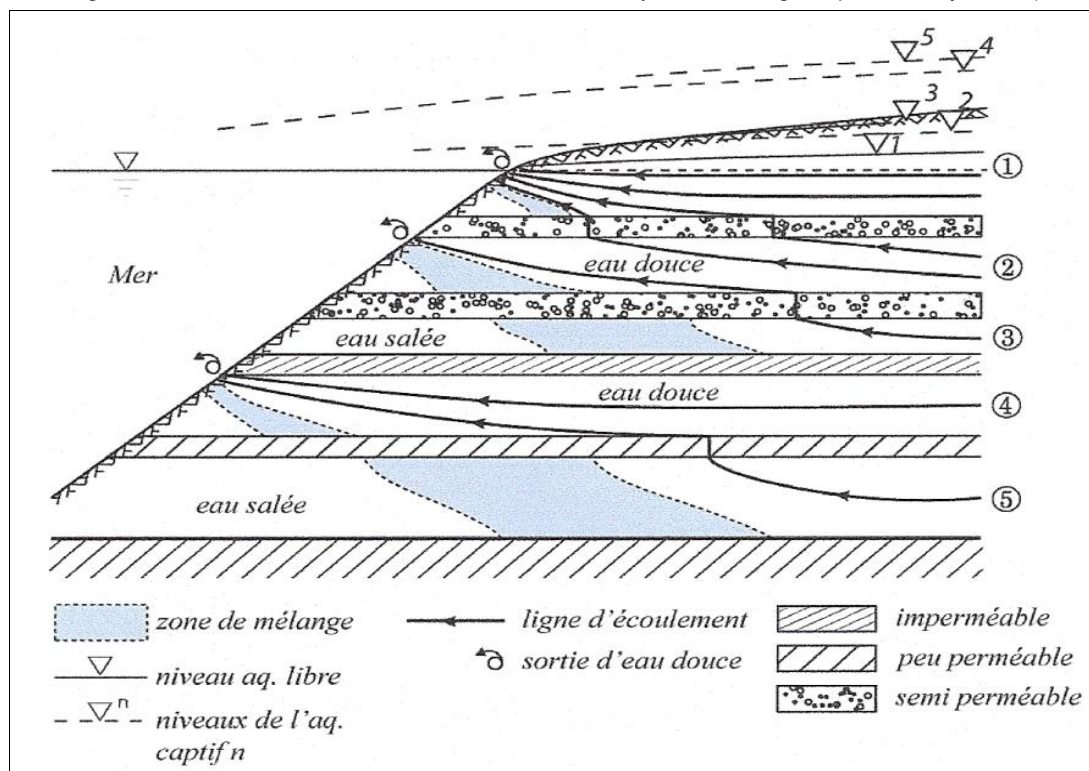 5
4
3
2
1
①
Mer
eau douce
②
eau salée
③
eau douce
④
eau salée
⑤
zone de mélange
ligne d'écoulement
imperméable
niveau aq. libre
sortie d'eau douce
peu perméable
n
niveaux de l'aq.
captif n
semi perméable